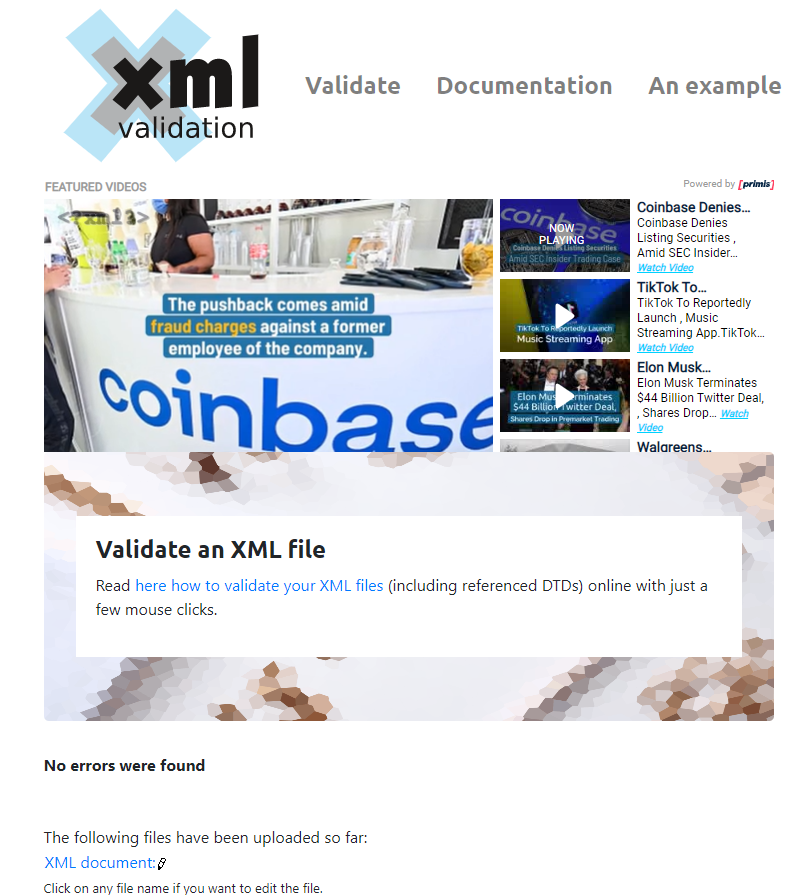 xml
validation
Validate
Documentation
An example
FEATURED VIDEOS
Powered by [primis]
The pushback comes amid
fraud charges against a former
employee of the company.
coinbase
coinbase
NOW
PLAYING
Coinbase Denies Listing Securities
Amid SEC Insider Trading Case
Coinbase Denies...
Coinbase Denies
Listing Securities ,
Amid SEC Insider...
Watch Video
TikTok To Reportedly Launch
Music Streaming App
TikTok To...
TikTok To Reportedly
Launch , Music
Streaming App.TikTok...
Watch Video
Elon Musk Terminates
$44 Billion Twitter Deal,
Shares Drop in Premarket Trading
Elon Musk...
Elon Musk Terminates
$44 Billion Twitter Deal,
, Shares Drop... Watch
Video
Walgreens...
Validate an XML file
Read here how to validate your XML files (including referenced DTDs) online with just a
few mouse clicks.
No errors were found
The following files have been uploaded so far:
XML document:
Click on any file name if you want to edit the file.